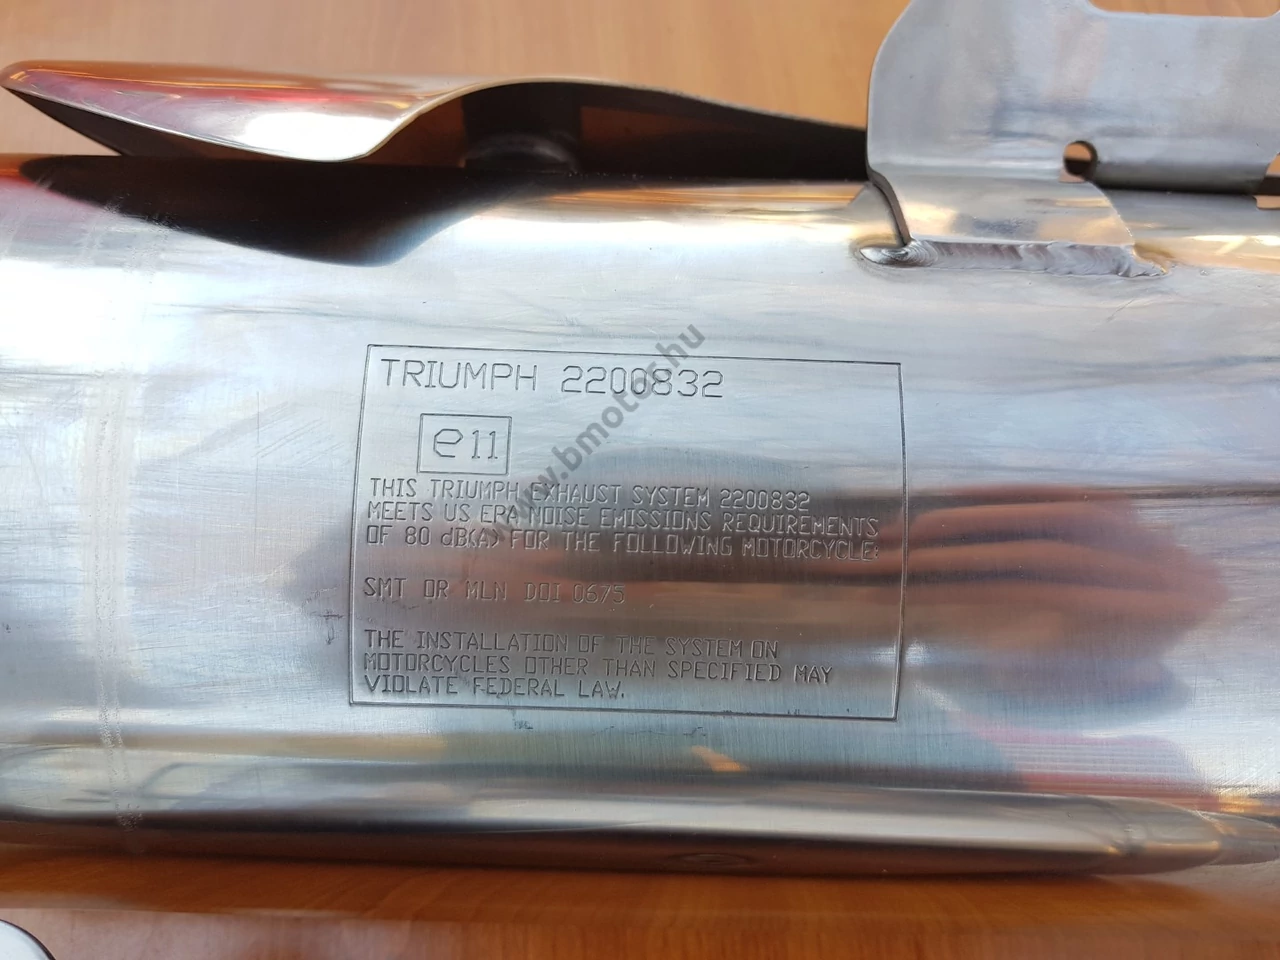 TRIUMPH 2200832
e11
THIS TRIUMPH EXHAUST SYSTEM 2200832
MEETS US EPA NOISE EMISSIONS REQUIREMENTS
OF 80 dB(A) FOR THE FOLLOWING MOTORCYCLE:
SMT OR MLN DOI 0675
THE INSTALLATION OF THE SYSTEM ON
MOTORCYCLES OTHER THAN SPECIFIED MAY
VIOLATE FEDERAL LAW.
www.bmotor.hu